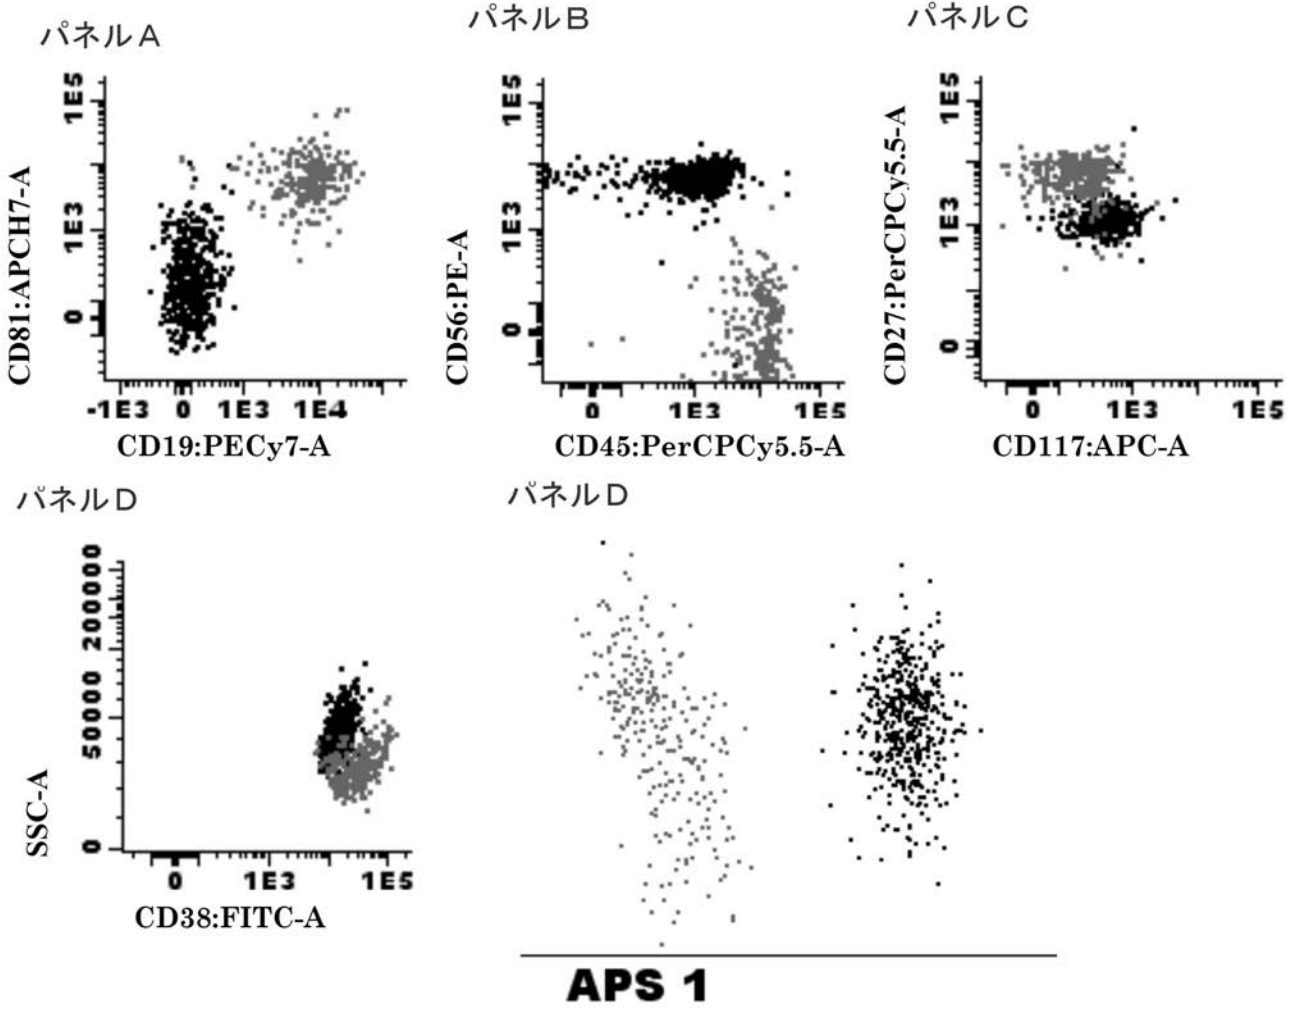 パネルA
パネルB
パネルC
1E5
1E3
0
CD81:APCH7-A
-1E3 0 1E3 1E4
CD19:PECy7-A
1E5
1E3
0
CD56:PE-A
0 1E3 1E5
CD45:PerCPCy5.5-A
1E5
1E3
0
CD27:PerCPCy5.5-A
0 1E3 1E5
CD117:APC-A
パネルD
パネルD
200000
50000
0
SSC-A
0 1E3 1E5
CD38:FITC-A
APS 1